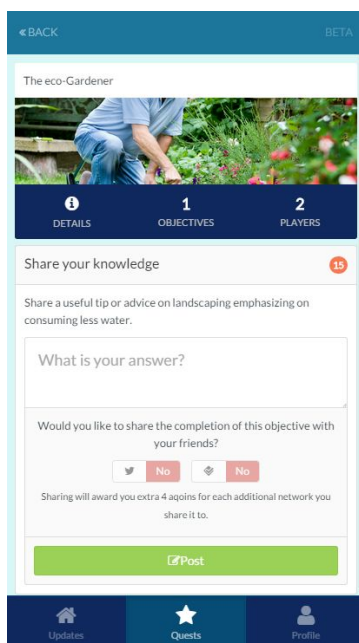 « BACK BETA
The eco-Gardener
1 2
DETAILS OBJECTIVES PLAYERS
Share your knowledge 15
Share a useful tip or advice on landscaping emphasizing on
consuming less water.
What is your answer?
Would you like to share the completion of this objective with
your friends?
No No
Sharing will award you extra 4 aqoins for each additional network you
share it to.
Post
Updates Quests Profile